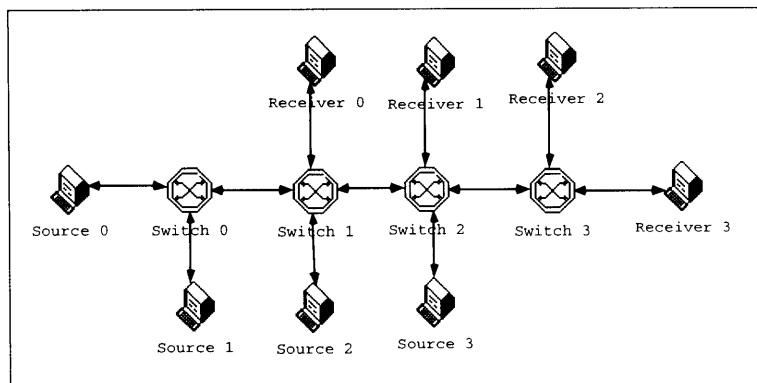 Receiver 0
Receiver 1
Receiver 2
Source 0
Switch 0
Switch 1
Switch 2
Switch 3
Receiver 3
Source 1
Source 2
Source 3